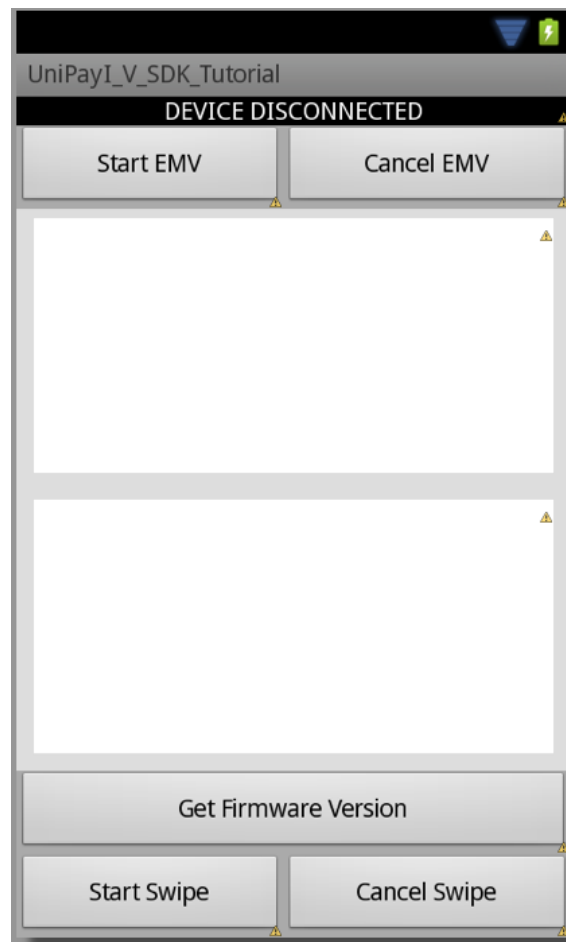 UniPayI_V_SDK_Tutorial
DEVICE DISCONNECTED
Start EMV
Cancel EMV
Get Firmware Version
Start Swipe
Cancel Swipe